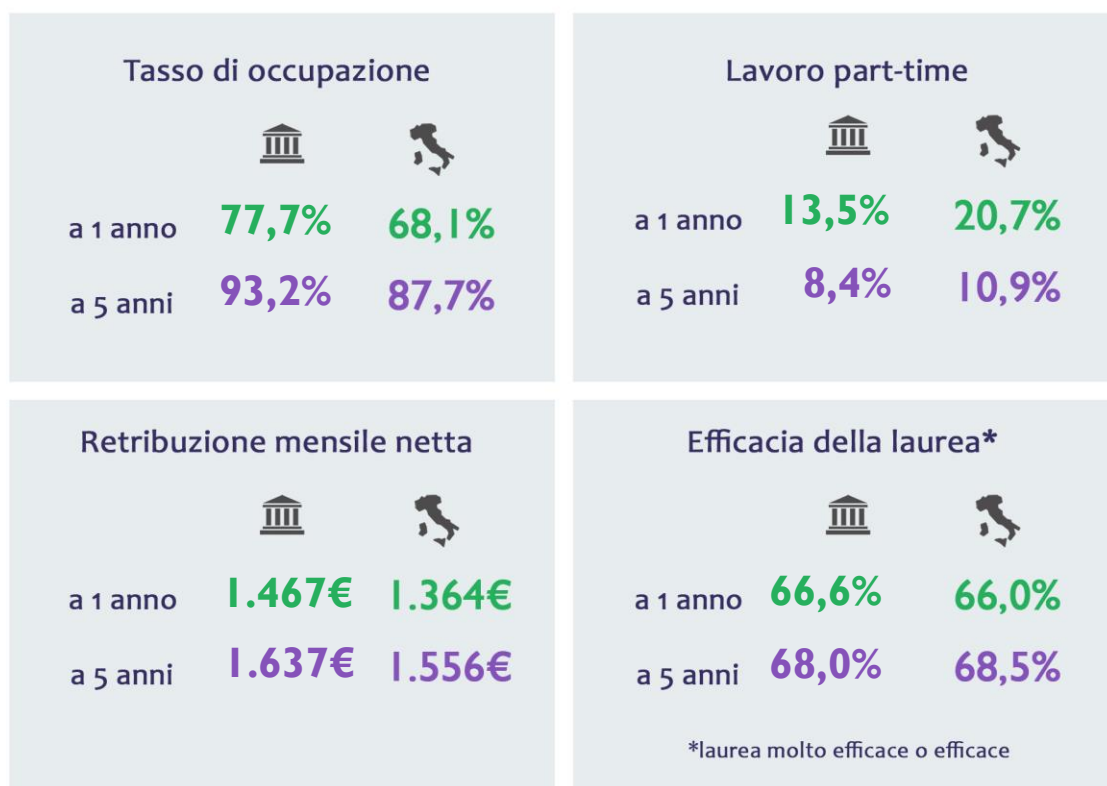 Tasso di occupazione
a 1 anno 77,7% 68,1%
a 5 anni 93,2% 87,7%
Lavoro part-time
a 1 anno 13,5% 20,7%
a 5 anni 8,4% 10,9%
Retribuzione mensile netta
a 1 anno 1.467€ 1.364€
a 5 anni 1.637€ 1.556€
Efficacia della laurea*
a 1 anno 66,6% 66,0%
a 5 anni 68,0% 68,5%
*laurea molto efficace o efficace